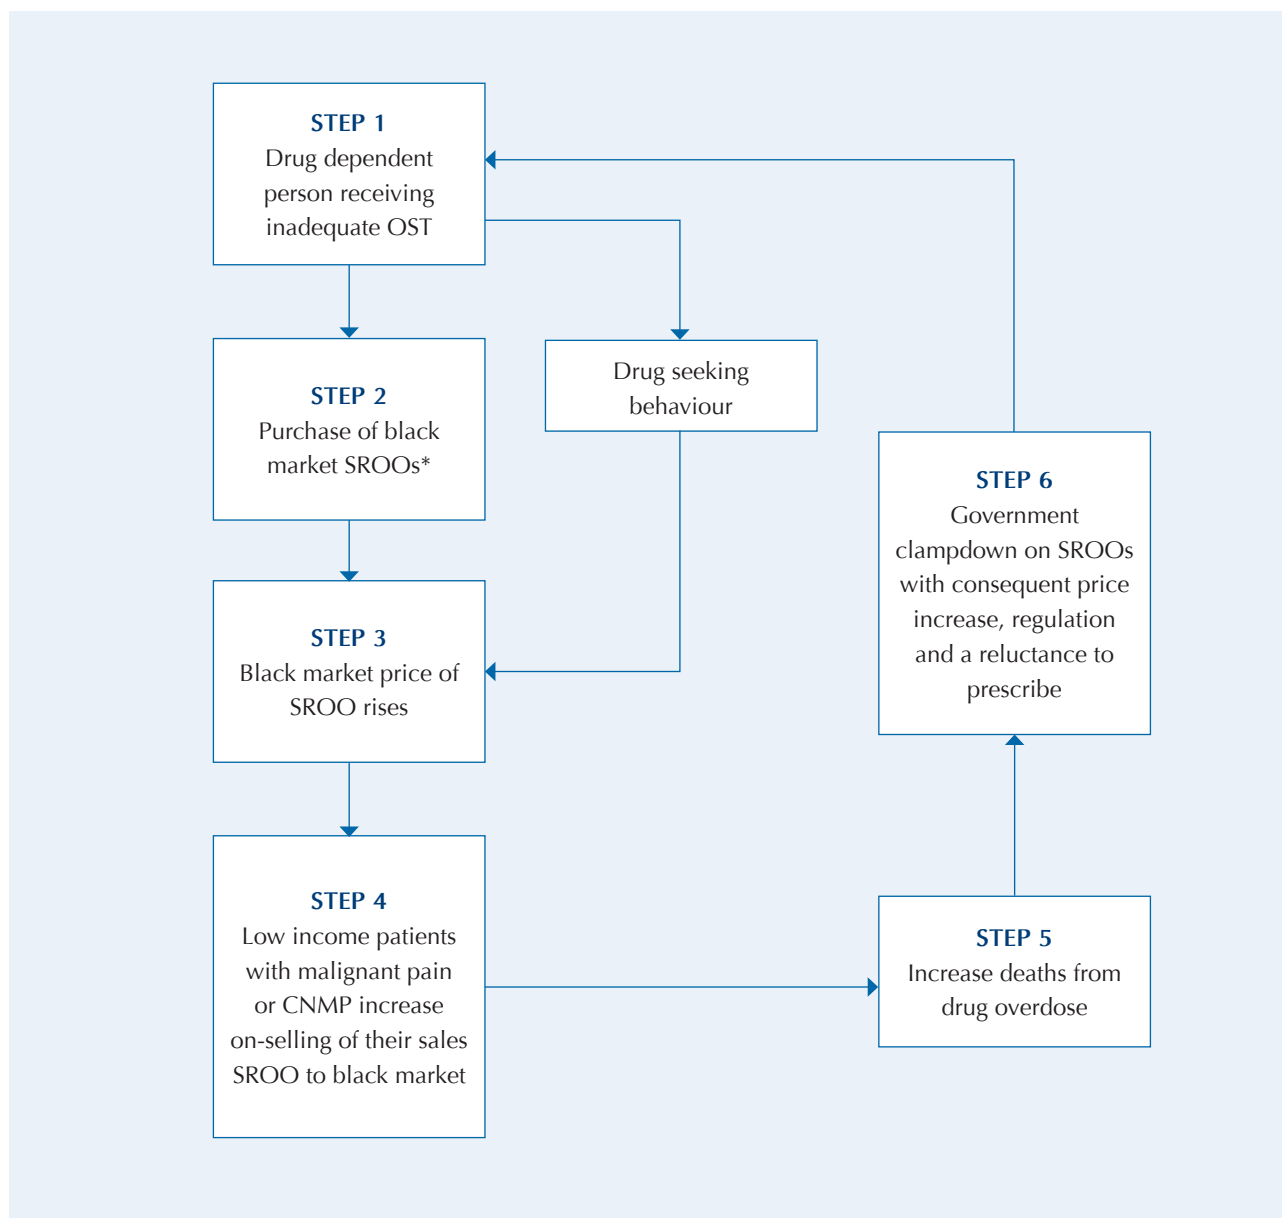 STEP 1
Drug dependent
person receiving
inadequate OST
STEP 2
Purchase of black
market SROOs*
Drug seeking
behaviour
STEP 3
Black market price of
SROO rises
STEP 4
Low income patients
with malignant pain
or CNMP increase
on-selling of their sales
SROO to black market
STEP 5
Increase deaths from
drug overdose
STEP 6
Government
clampdown on SROOs
with consequent price
increase, regulation
and a reluctance to
prescribe